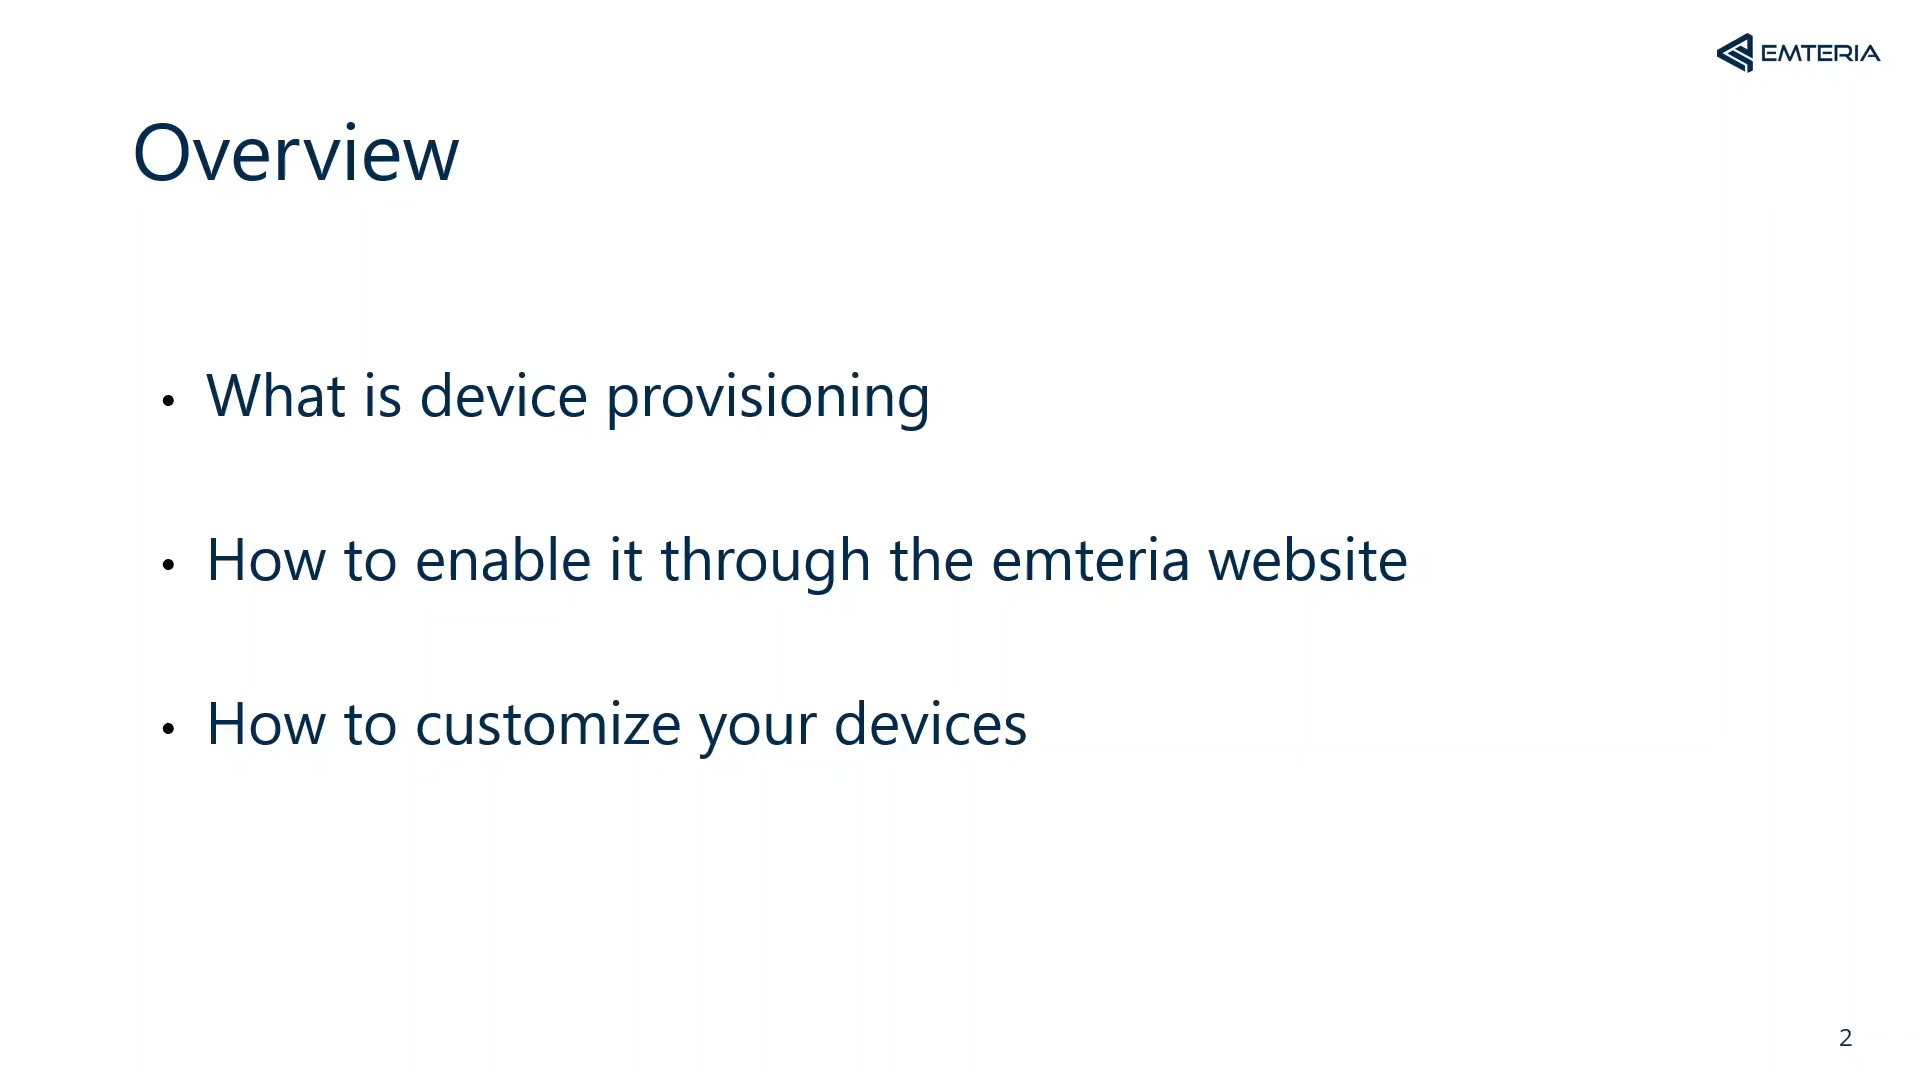 EMTERIA
Overview
• What is device provisioning
• How to enable it through the emteria website
• How to customize your devices
2